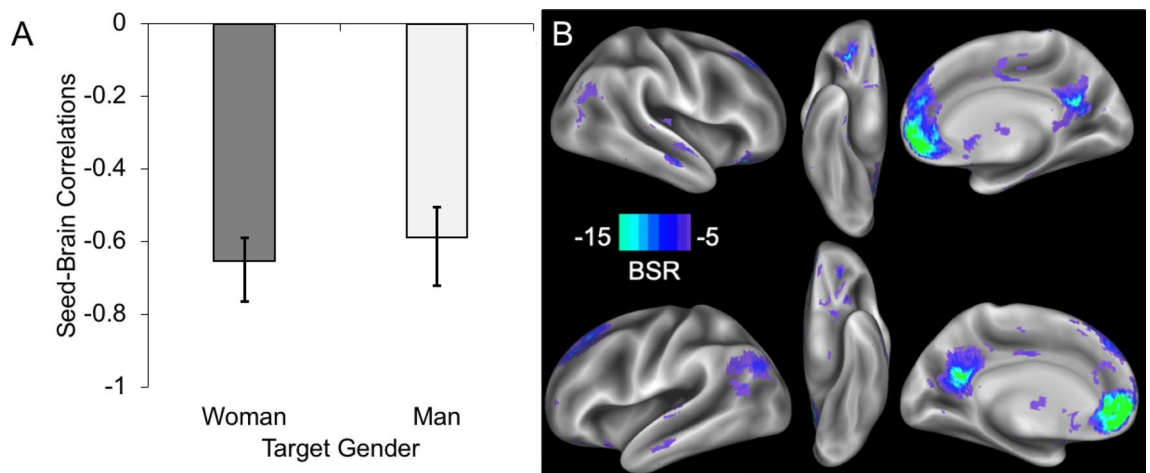 A
0
-0.2
-0.4
-0.6
-0.8
-1
Seed-Brain Correlations
Woman Man
Target Gender
B
-15 -5
BSR